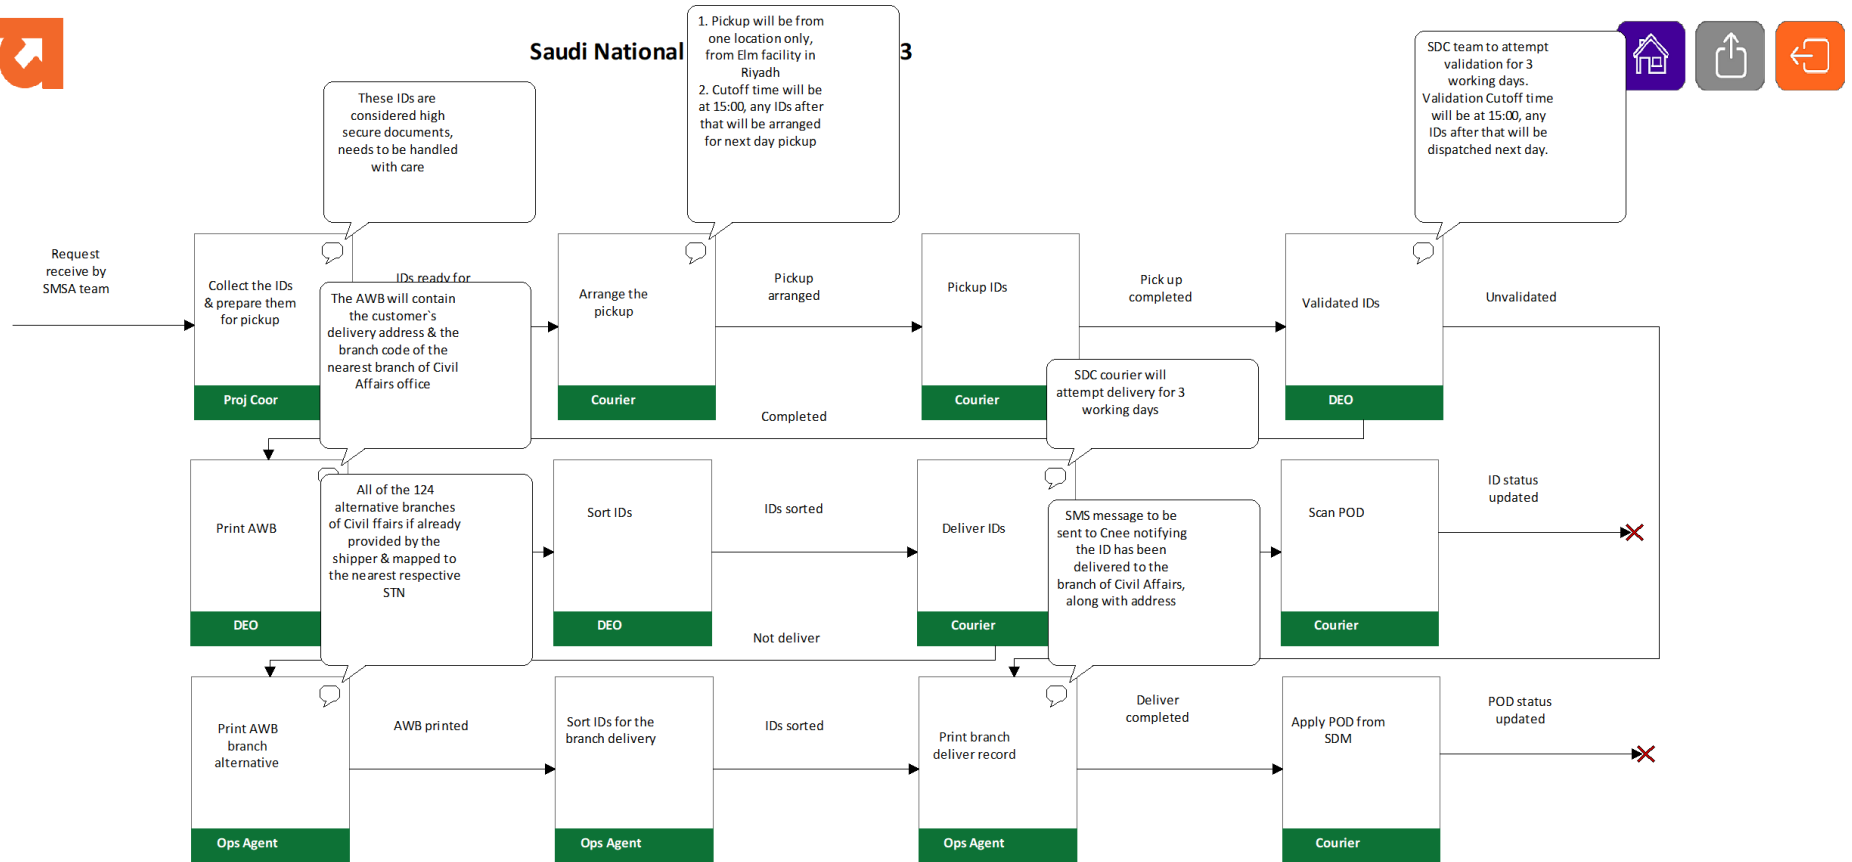 Saudi National
3
1. Pickup will be from
one location only,
from Elm facility in
Riyadh
2. Cutoff time will be
at 15:00, any IDs after
that will be arranged
for next day pickup
SDC team to attempt
validation for 3
working days.
Validation Cutoff time
will be at 15:00, any
IDs after that will be
dispatched next day.
These IDs are
considered high
secure documents,
needs to be handled
with care
Request
receive by
SMSA team
Collect the IDs
& prepare them
for pickup
Proj Coor
IDs ready for
Arrange the
pickup
Courier
Pickup
arranged
Pickup IDs
Courier
Pick up
completed
Validated IDs
DEO
Unvalidated
The AWB will contain
the customer`s
delivery address & the
branch code of the
nearest branch of Civil
Affairs office
SDC courier will
attempt delivery for 3
working days
Completed
Print AWB
DEO
All of the 124
alternative branches
of Civil ffairs if already
provided by the
shipper & mapped to
the nearest respective
STN
Sort IDs
DEO
IDs sorted
Deliver IDs
Courier
SMS message to be
sent to Cnee notifying
the ID has been
delivered to the
branch of Civil Affairs,
along with address
Scan POD
Courier
ID status
updated
Not deliver
Print AWB
branch
alternative
Ops Agent
AWB printed
Sort IDs for the
branch delivery
Ops Agent
IDs sorted
Print branch
deliver record
Ops Agent
Deliver
completed
Apply POD from
SDM
Courier
POD status
updated